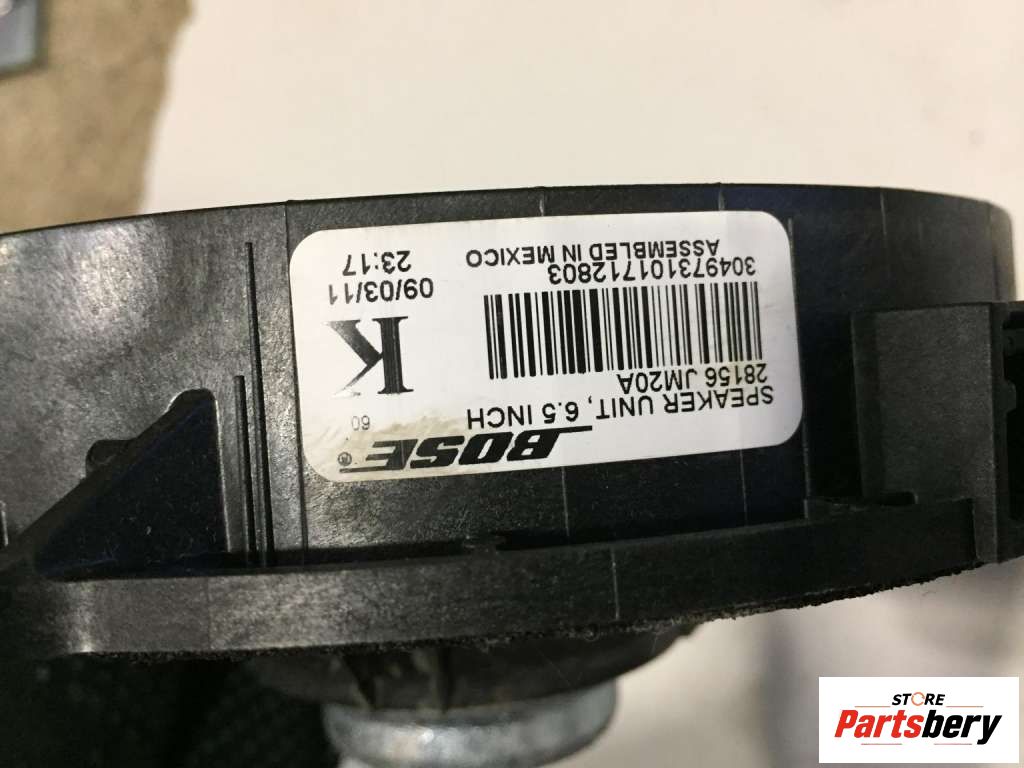 BOSE®
SPEAKER UNIT, 6.5 INCH
60
28156 JM20A
K
304973101712803
09/03/11
ASSEMBLED IN MEXICO
23:17
STORE
Partsbery